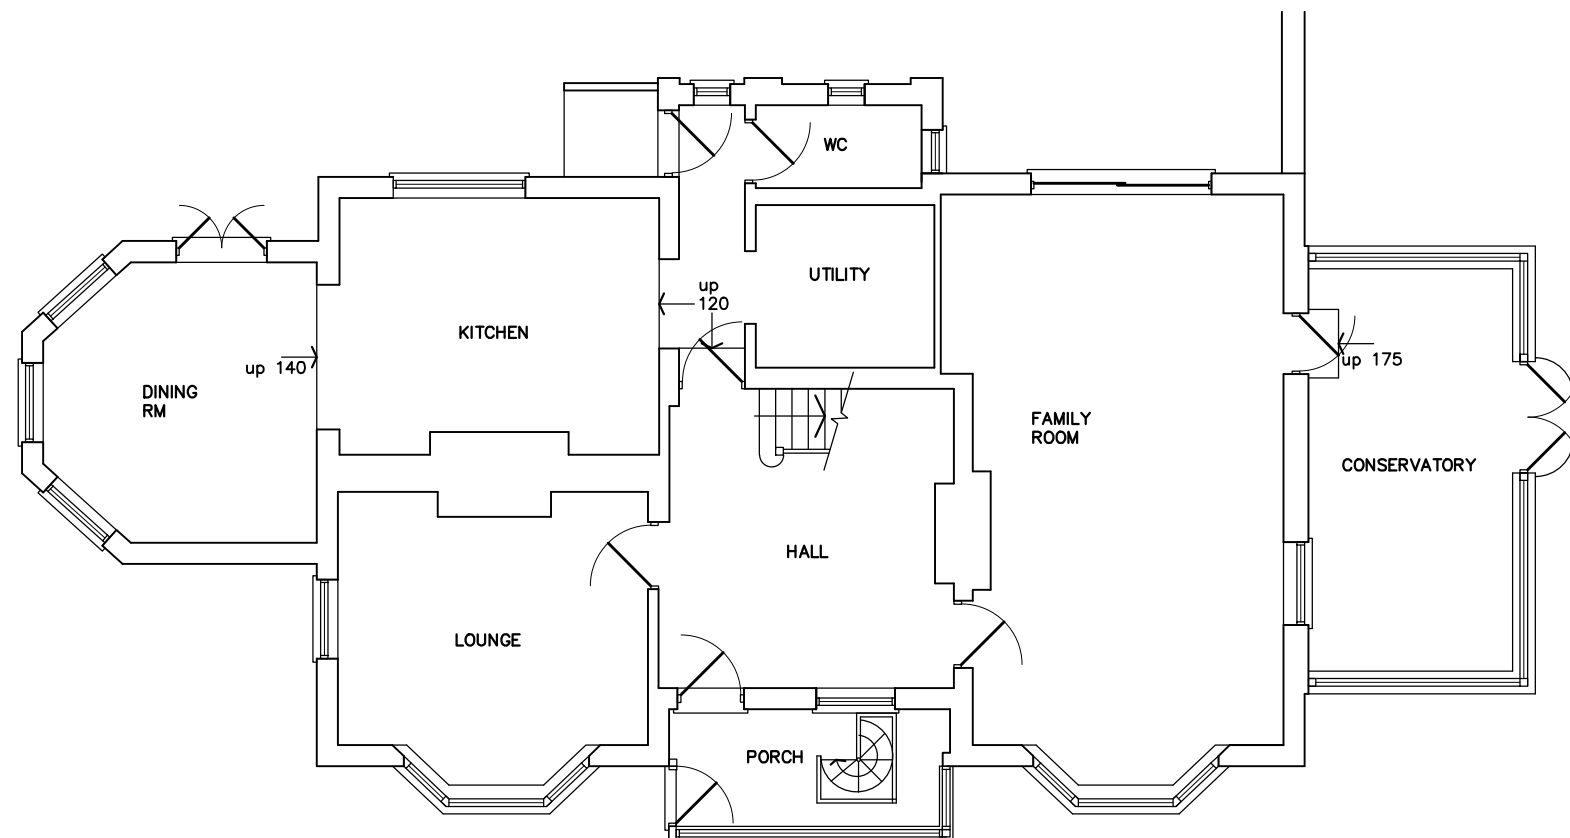 WC
UTILITY
up
120
KITCHEN
up 140
up 175
DINING
RM
FAMILY
ROOM
CONSERVATORY
HALL
LOUNGE
PORCH